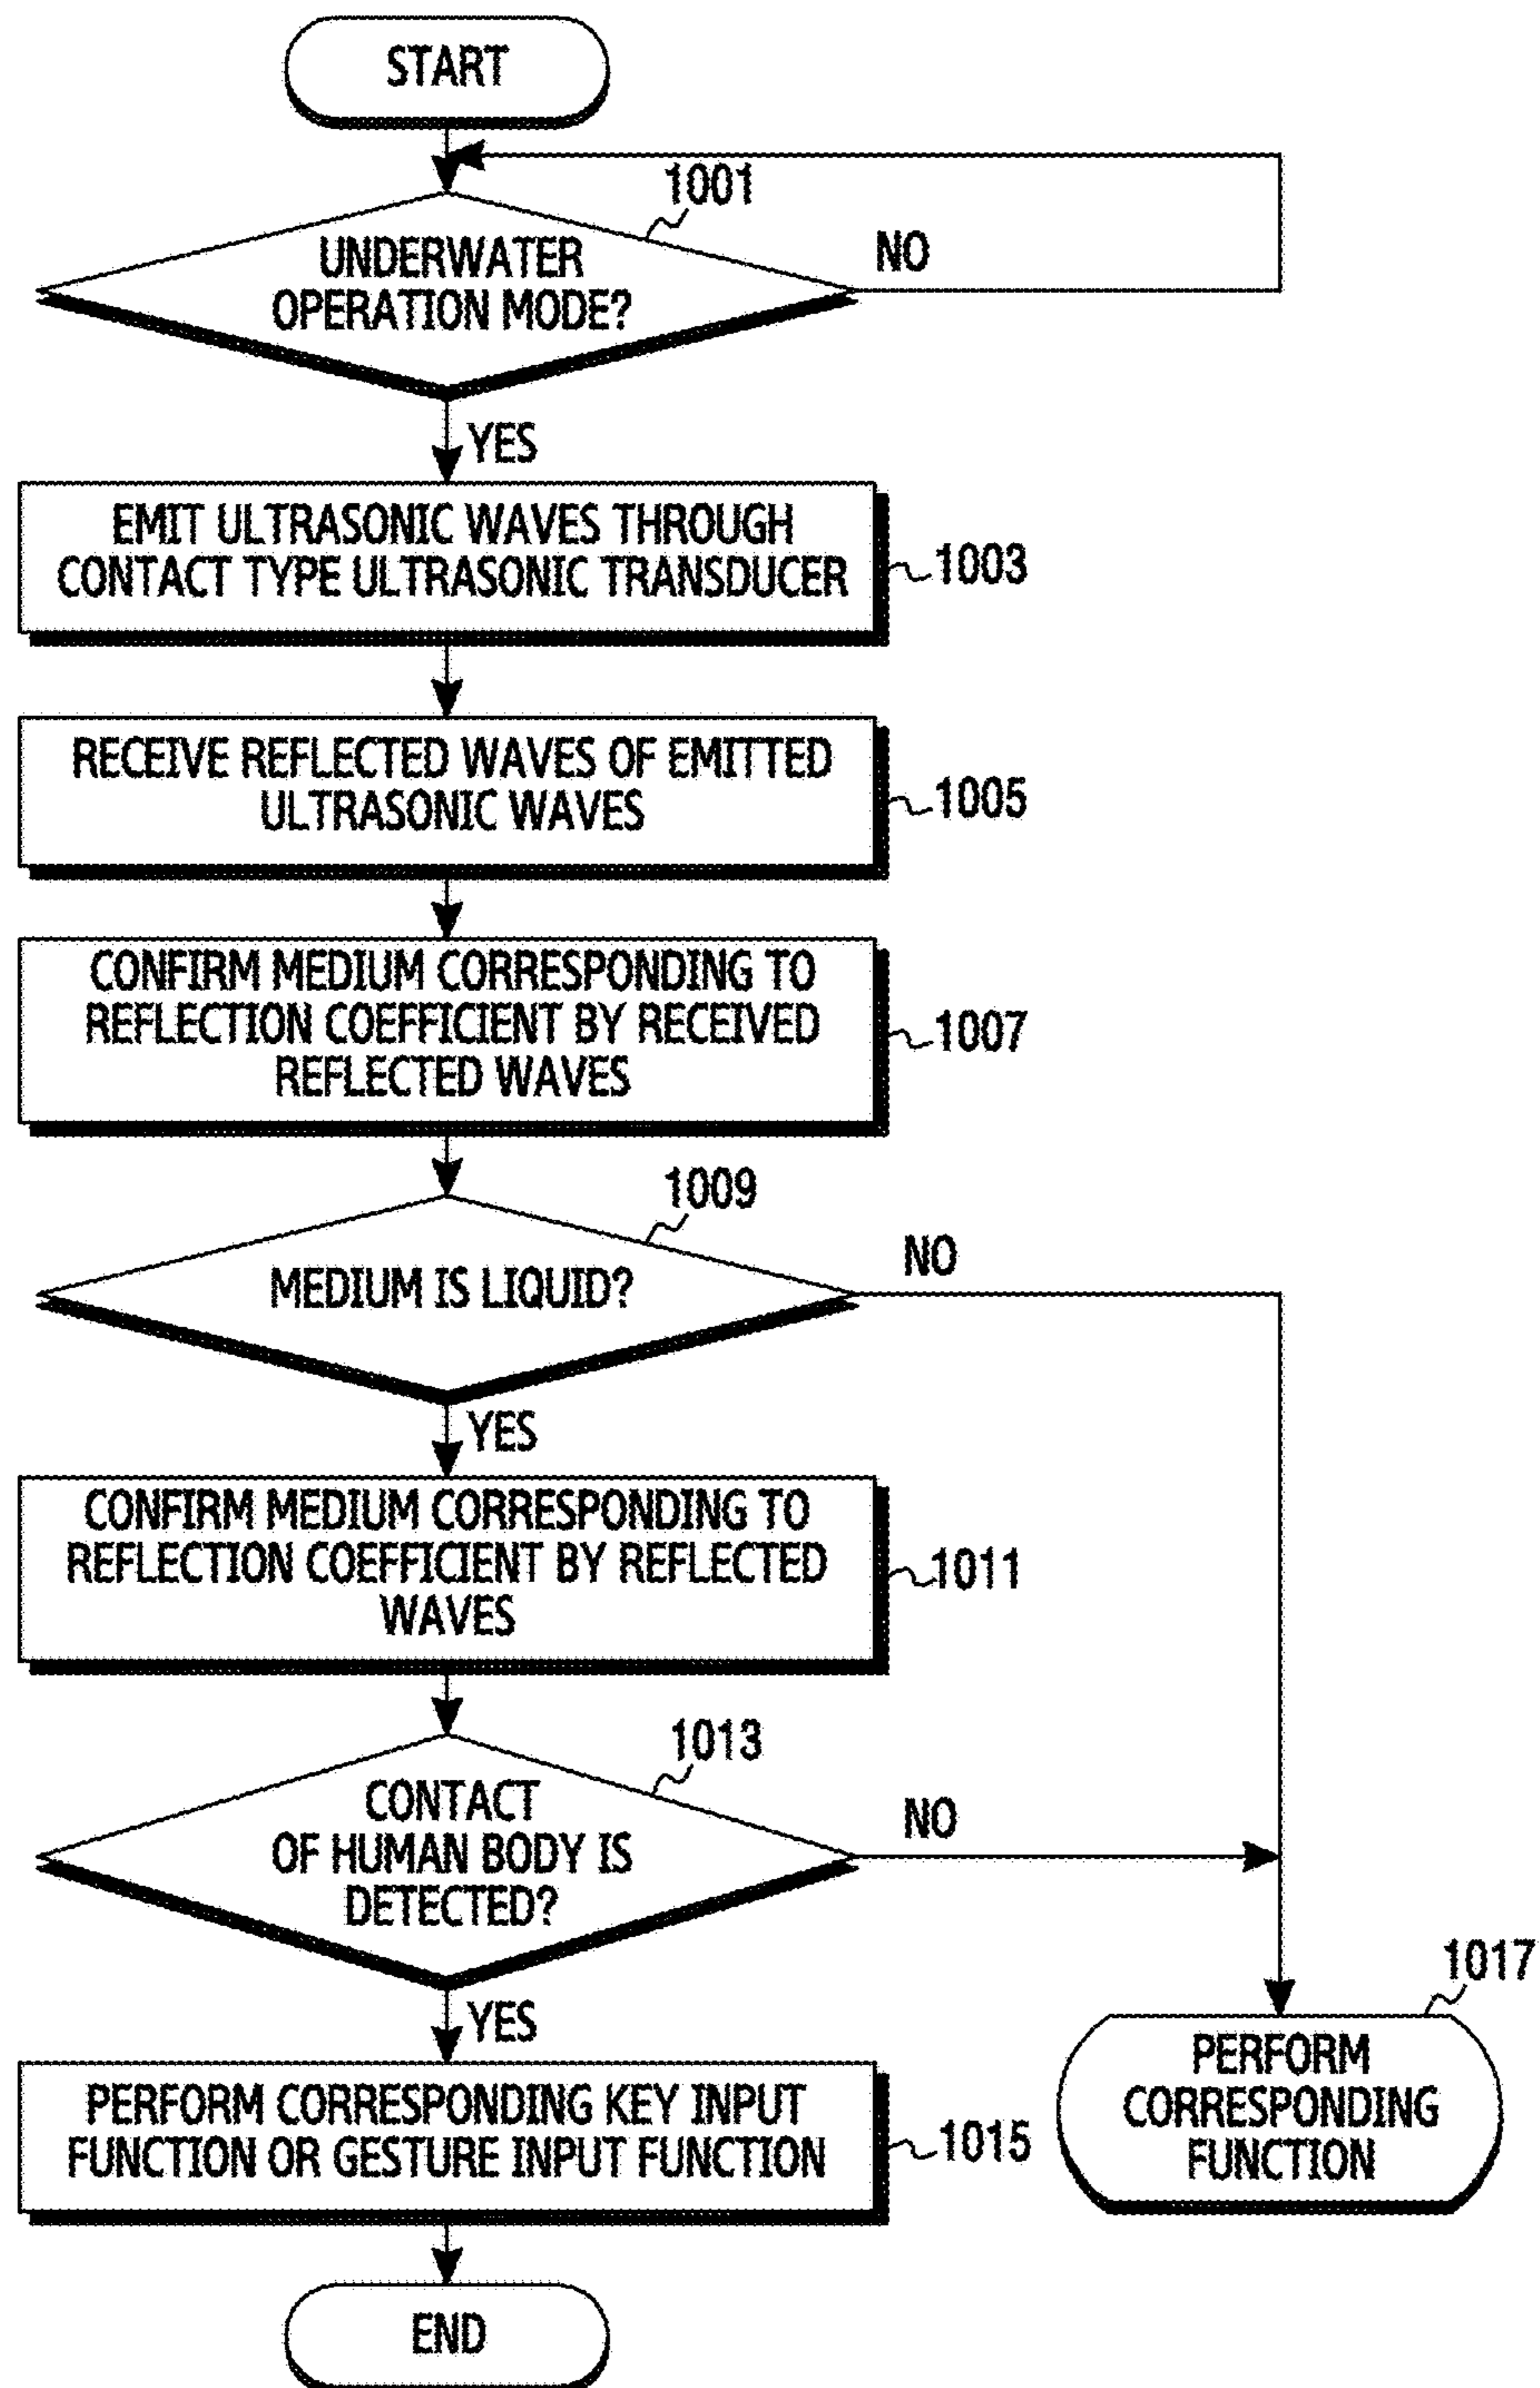 START
1001
UNDERWATER
OPERATION MODE?
NO
YES
EMIT ULTRASONIC WAVES THROUGH
CONTACT TYPE ULTRASONIC TRANSDUCER
1003
RECEIVE REFLECTED WAVES OF EMITTED
ULTRASONIC WAVES
1005
CONFIRM MEDIUM CORRESPONDING TO
REFLECTION COEFFICIENT BY RECEIVED
REFLECTED WAVES
1007
1009
MEDIUM IS LIQUID?
NO
YES
CONFIRM MEDIUM CORRESPONDING TO
REFLECTION COEFFICIENT BY REFLECTED
WAVES
1011
1013
CONTACT
OF HUMAN BODY IS
DETECTED?
NO
YES
PERFORM CORRESPONDING KEY INPUT
FUNCTION OR GESTURE INPUT FUNCTION
1015
1017
PERFORM
CORRESPONDING
FUNCTION
END